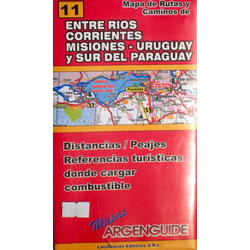 11
Mapa de Rutas y
Caminos de
ENTRE RIOS
CORRIENTES
MISIONES - URUGUAY
y SUR DEL PARAGUAY
Distancias / Peajes
Referencias turísticas
donde cargar
combustible
Mapas
ARGENGUIDE